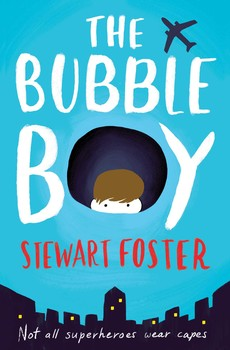 THE
BUBBLE
BOY
STEWART FOSTER
Not all superheroes wear capes